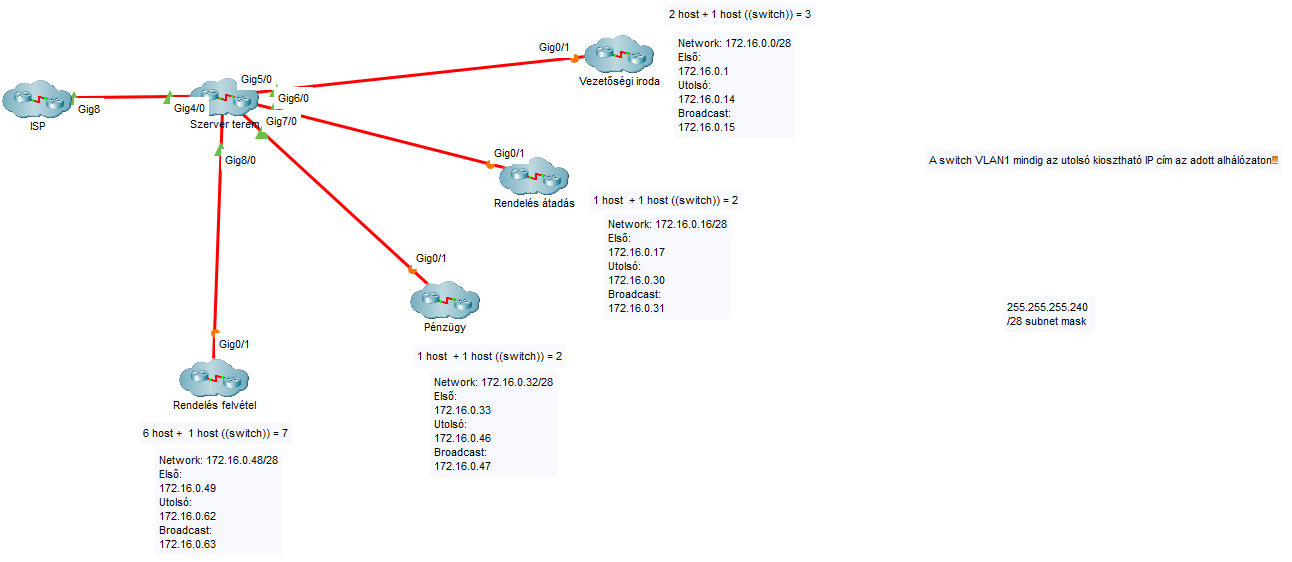 2 host + 1 host ((switch)) = 3
Gig0/1
Network: 172.16.0.0/28
Első:
172.16.0.1
Utolsó:
172.16.0.14
Broadcast:
172.16.0.15
Vezetőségi iroda
Gig5/0
Gig6/0
Gig7/0
Gig4/0
Gig8
ISP
Szerver terem
Gig8/0
Gig0/1
Rendelés átadás
A switch VLAN1 mindig az utolsó kiosztható IP cím az adott alhálózaton!!!
1 host + 1 host ((switch)) = 2
Network: 172.16.0.16/28
Első:
172.16.0.17
Utolsó:
172.16.0.30
Broadcast:
172.16.0.31
Gig0/1
Pénzügy
255.255.255.240
/28 subnet mask
1 host + 1 host ((switch)) = 2
Network: 172.16.0.32/28
Első:
172.16.0.33
Utolsó:
172.16.0.46
Broadcast:
172.16.0.47
Gig0/1
Rendelés felvétel
6 host + 1 host ((switch)) = 7
Network: 172.16.0.48/28
Első:
172.16.0.49
Utolsó:
172.16.0.62
Broadcast:
172.16.0.63